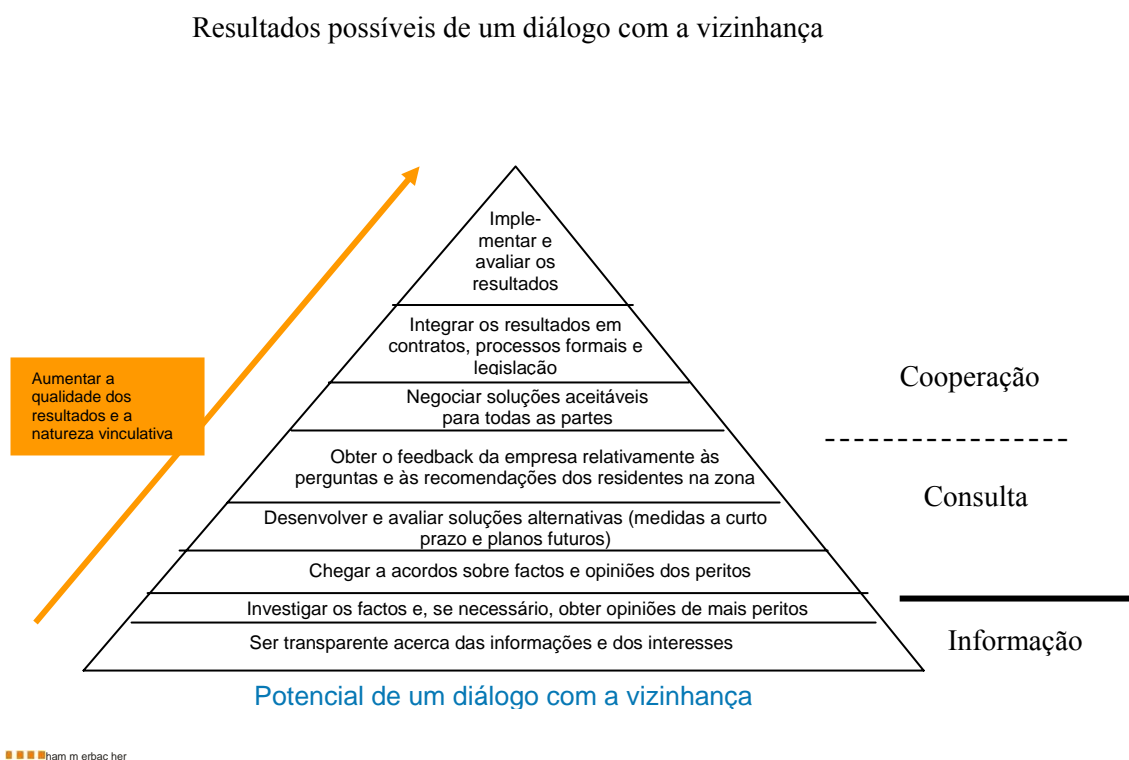 Resultados possíveis de um diálogo com a vizinhança
Imple-
mentar e
avaliar os
resultados
Integrar os resultados em
contratos, processos formais e
legislação
Negociar soluções aceitáveis
para todas as partes
Obter o feedback da empresa relativamente às
perguntas e às recomendações dos residentes na zona
Desenvolver e avaliar soluções alternativas (medidas a curto
prazo e planos futuros)
Chegar a acordos sobre factos e opiniões dos peritos
Investigar os factos e, se necessário, obter opiniões de mais peritos
Ser transparente acerca das informações e dos interesses
Aumentar a
qualidade dos
resultados e a
natureza vinculativa
Cooperação
Consulta
Informação
Potencial de um diálogo com a vizinhança
ham m erbac her